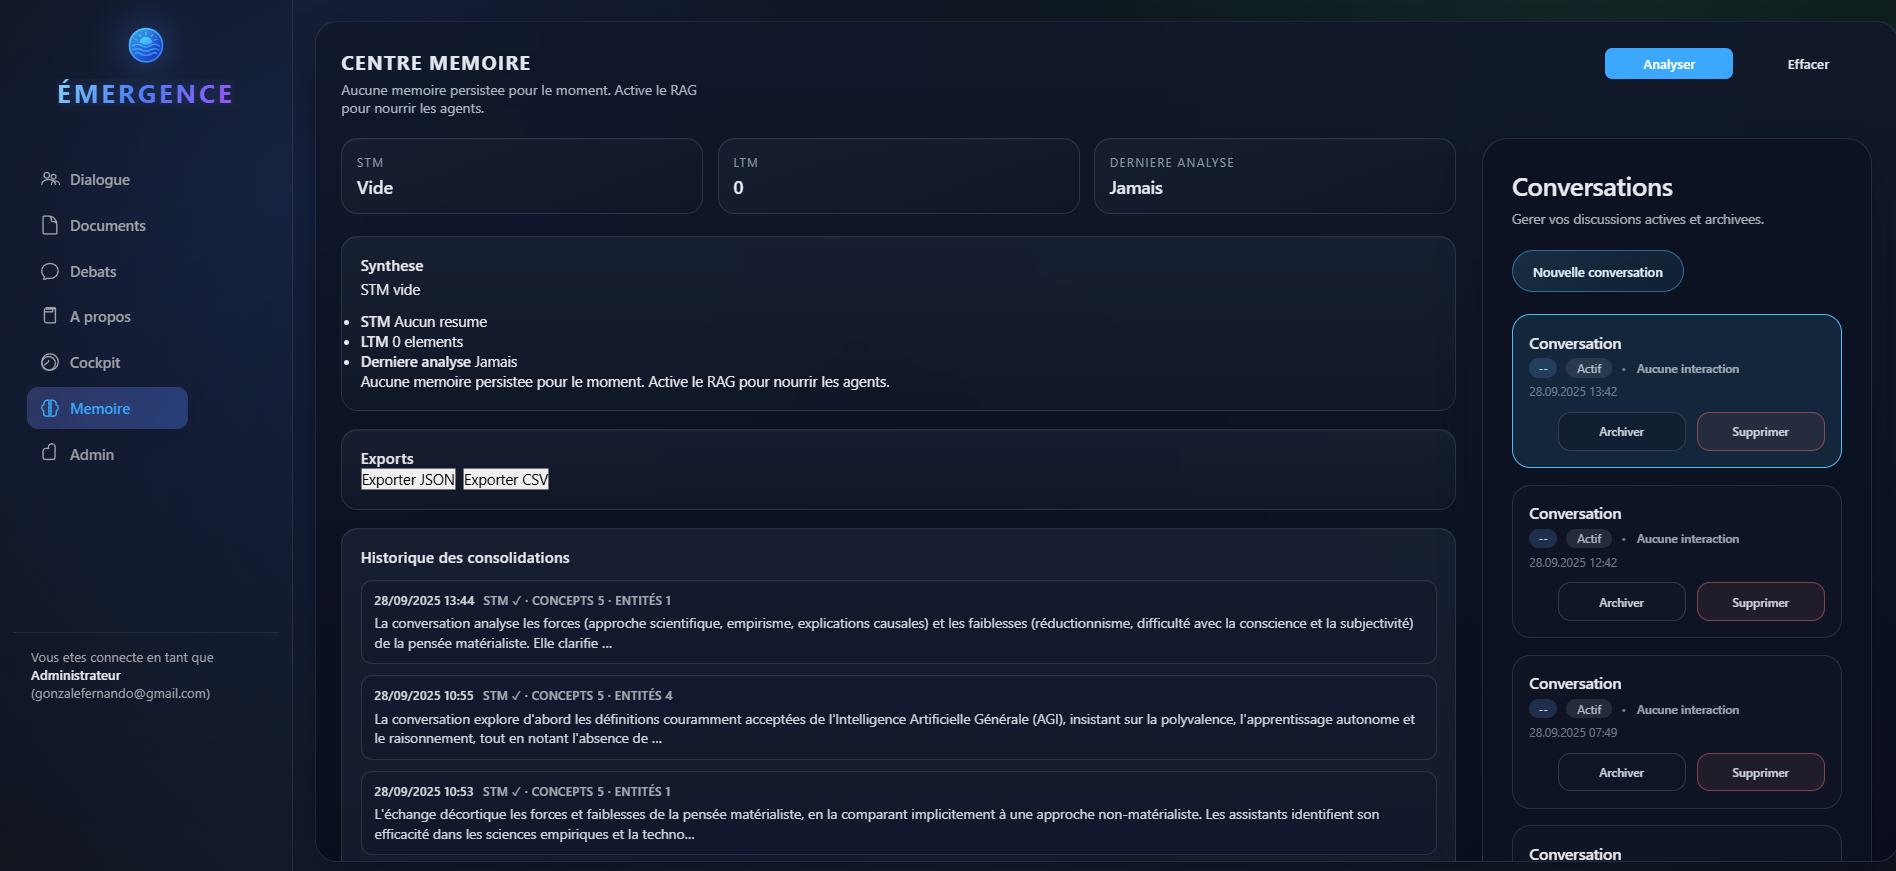 ÉMERGENCE
Dialogue
Documents
Debats
A propos
Cockpit
Memoire
Admin
Vous etes connecte en tant que
Administrateur
(gonzalefernando@gmail.com)
CENTRE MEMOIRE
Aucune memoire persistee pour le moment. Active le RAG
pour nourrir les agents.
Analyser
Effacer
STM
Vide
LTM
0
DERNIERE ANALYSE
Jamais
Synthese
STM vide
• STM Aucun resume
• LTM 0 elements
• Derniere analyse Jamais
Aucune memoire persistee pour le moment. Active le RAG pour nourrir les agents.
Exports
Exporter JSON Exporter CSV
Historique des consolidations
28/09/2025 13:44 STM ✓ · CONCEPTS 5 · ENTITÉS 1
La conversation analyse les forces (approche scientifique, empirisme, explications causales) et les faiblesses (réductionnisme, difficulté avec la conscience et la subjectivité)
de la pensée matérialiste. Elle clarifie ...
28/09/2025 10:55 STM ✓ · CONCEPTS 5 · ENTITÉS 4
La conversation explore d'abord les définitions couramment acceptées de l'Intelligence Artificielle Générale (AGI), insistant sur la polyvalence, l'apprentissage autonome et
le raisonnement, tout en notant l'absence de ...
28/09/2025 10:53 STM ✓ · CONCEPTS 5 · ENTITÉS 1
L'échange décortique les forces et faiblesses de la pensée matérialiste, en la comparant implicitement à une approche non-matérialiste. Les assistants identifient son
efficacité dans les sciences empiriques et la techno...
Conversations
Gerer vos discussions actives et archivees.
Nouvelle conversation
Conversation
-- Actif • Aucune interaction
28.09.2025 13:42
Archiver Supprimer
Conversation
-- Actif • Aucune interaction
28.09.2025 12:42
Archiver Supprimer
Conversation
-- Actif • Aucune interaction
28.09.2025 07:49
Archiver Supprimer
Conversation